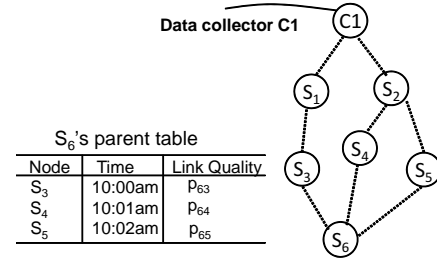 Data collector C1
C1
S1
S2
S6's parent table
Node Time Link Quality
S3 10:00am p63
S4 10:01am p64
S5 10:02am p65
S4
S3
S5
S6